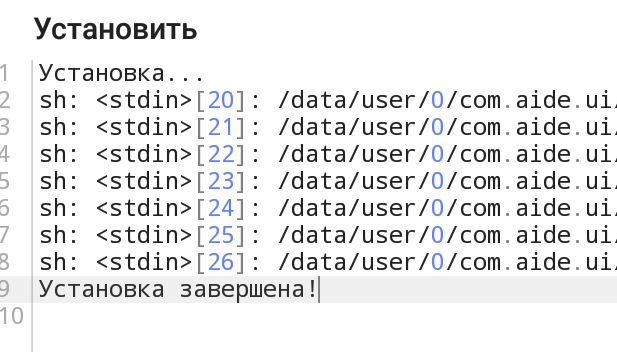 Установить
1 Установка...
2 sh: <stdin>[20]: /data/user/0/com.aide.ui/
3 sh: <stdin>[21]: /data/user/0/com.aide.ui/
4 sh: <stdin>[22]: /data/user/0/com.aide.ui/
5 sh: <stdin>[23]: /data/user/0/com.aide.ui/
6 sh: <stdin>[24]: /data/user/0/com.aide.ui/
7 sh: <stdin>[25]: /data/user/0/com.aide.ui/
8 sh: <stdin>[26]: /data/user/0/com.aide.ui/
9 Установка завершена!
10